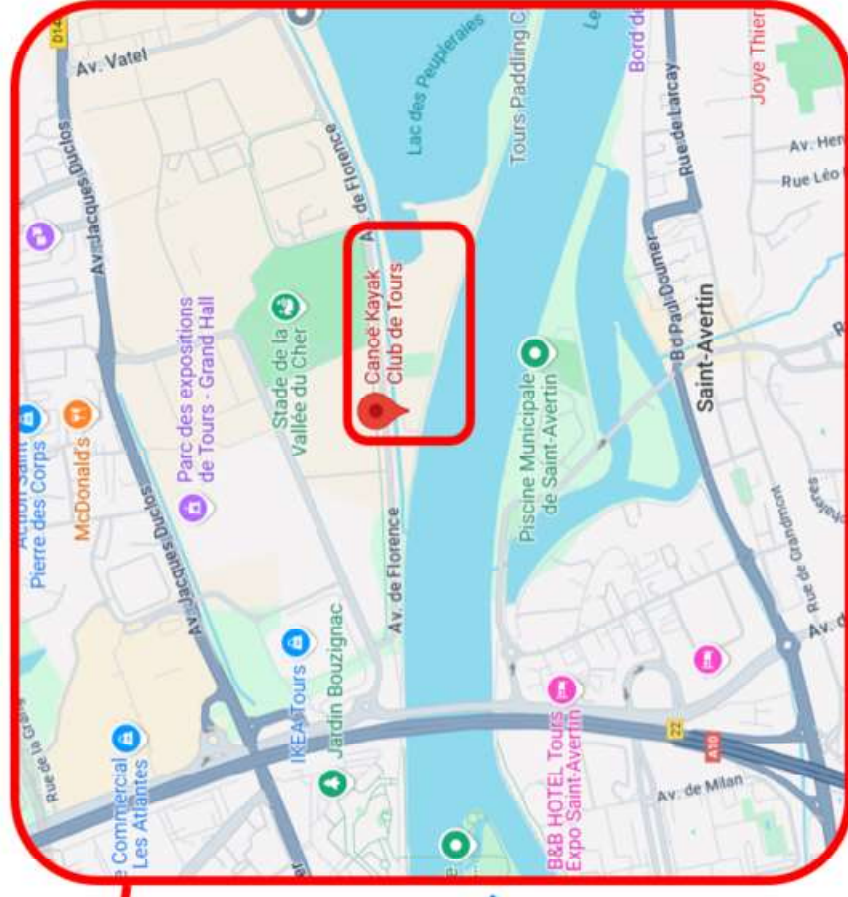 D14
Av. Vatel
Av. Jacques Duclos
Lac des Peupleraies
Tours Padding C
Le
Bord de
Joye Thier
Rue de Larçay
Av. Hen
Rue Léo
Av. de Florence
Canoë Kayak
Club de Tours
Stade de la
Vallée du Cher
Parc des expositions
de Tours - Grand Hall
McDonald's
Action Saint
Pierre des Corps
Piscine Municipale
de Saint-Avertin
Bd Paul Doumer
Saint-Avertin
R
Av. Jacques Duclos
Av. de Florence
Rue de Grandmont
Av. d
IKEA Tours
Jardin Bouzignac
Commercial
Les Atlantes
Rue de la Grand
B&B HOTEL Tours
Expo Saint-Avertin
22
A10
Av. de Milan